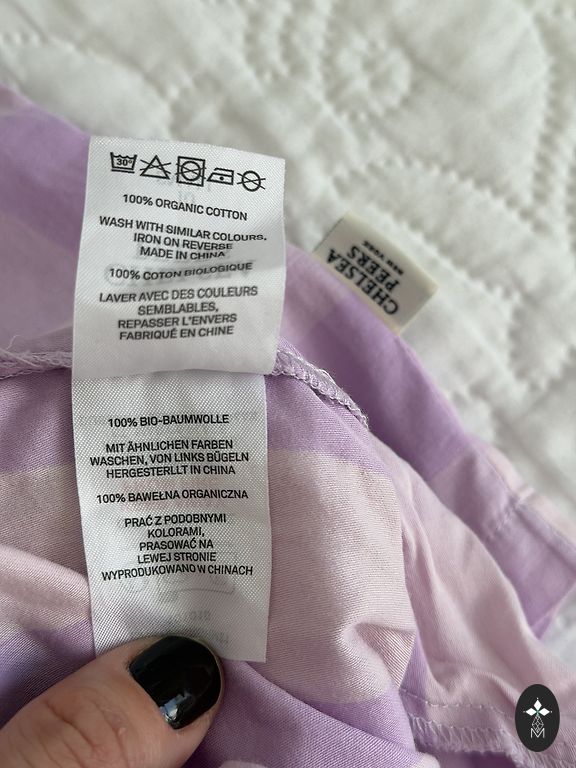 30°
100% ORGANIC COTTON
WASH WITH SIMILAR COLOURS.
IRON ON REVERSE
MADE IN CHINA
100% COTON BIOLOGIQUE
LAVER AVEC DES COULEURS
SEMBLABLES,
REPASSER L'ENVERS
FABRIQUÉ EN CHINE
100% BIO-BAUMWOLLE
MIT ÄHNLICHEN FARBEN
WASCHEN, VON LINKS BÜGELN
HERGESTERLLT IN CHINA
100% BAWEŁNA ORGANICZNA
PRAĆ Z PODOBNYMI
KOLORAMI,
PRASOWAĆ NA
LEWEJ STRONIE
WYPRODUKOWANO W CHINACH
CHELSEA
PEERS
NEW YORK
M